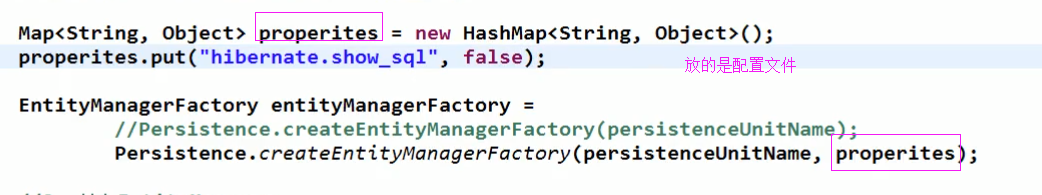 Map<String, Object> properites = new HashMap<String, Object>();
properites.put("hibernate.show_sql", false);
放的是配置文件
EntityManagerFactory entityManagerFactory =
//Persistence.createEntityManagerFactory(persistenceUnitName);
Persistence.createEntityManagerFactory(persistenceUnitName, properites);